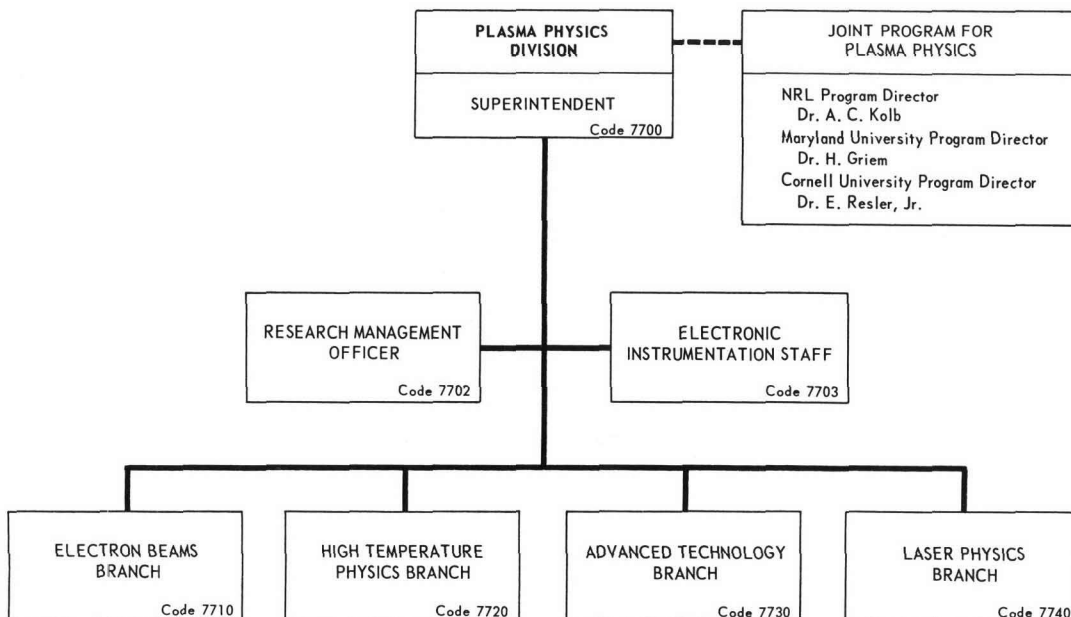 PLASMA PHYSICS
DIVISION
SUPERINTENDENT
Code 7700
JOINT PROGRAM FOR
PLASMA PHYSICS
NRL Program Director
Dr. A. C. Kolb
Maryland University Program Director
Dr. H. Griem
Cornell University Program Director
Dr. E. Resler, Jr.
RESEARCH MANAGEMENT
OFFICER
Code 7702
ELECTRONIC
INSTRUMENTATION STAFF
Code 7703
ELECTRON BEAMS
BRANCH
Code 7710
HIGH TEMPERATURE
PHYSICS BRANCH
Code 7720
ADVANCED TECHNOLOGY
BRANCH
Code 7730
LASER PHYSICS
BRANCH
Code 7740